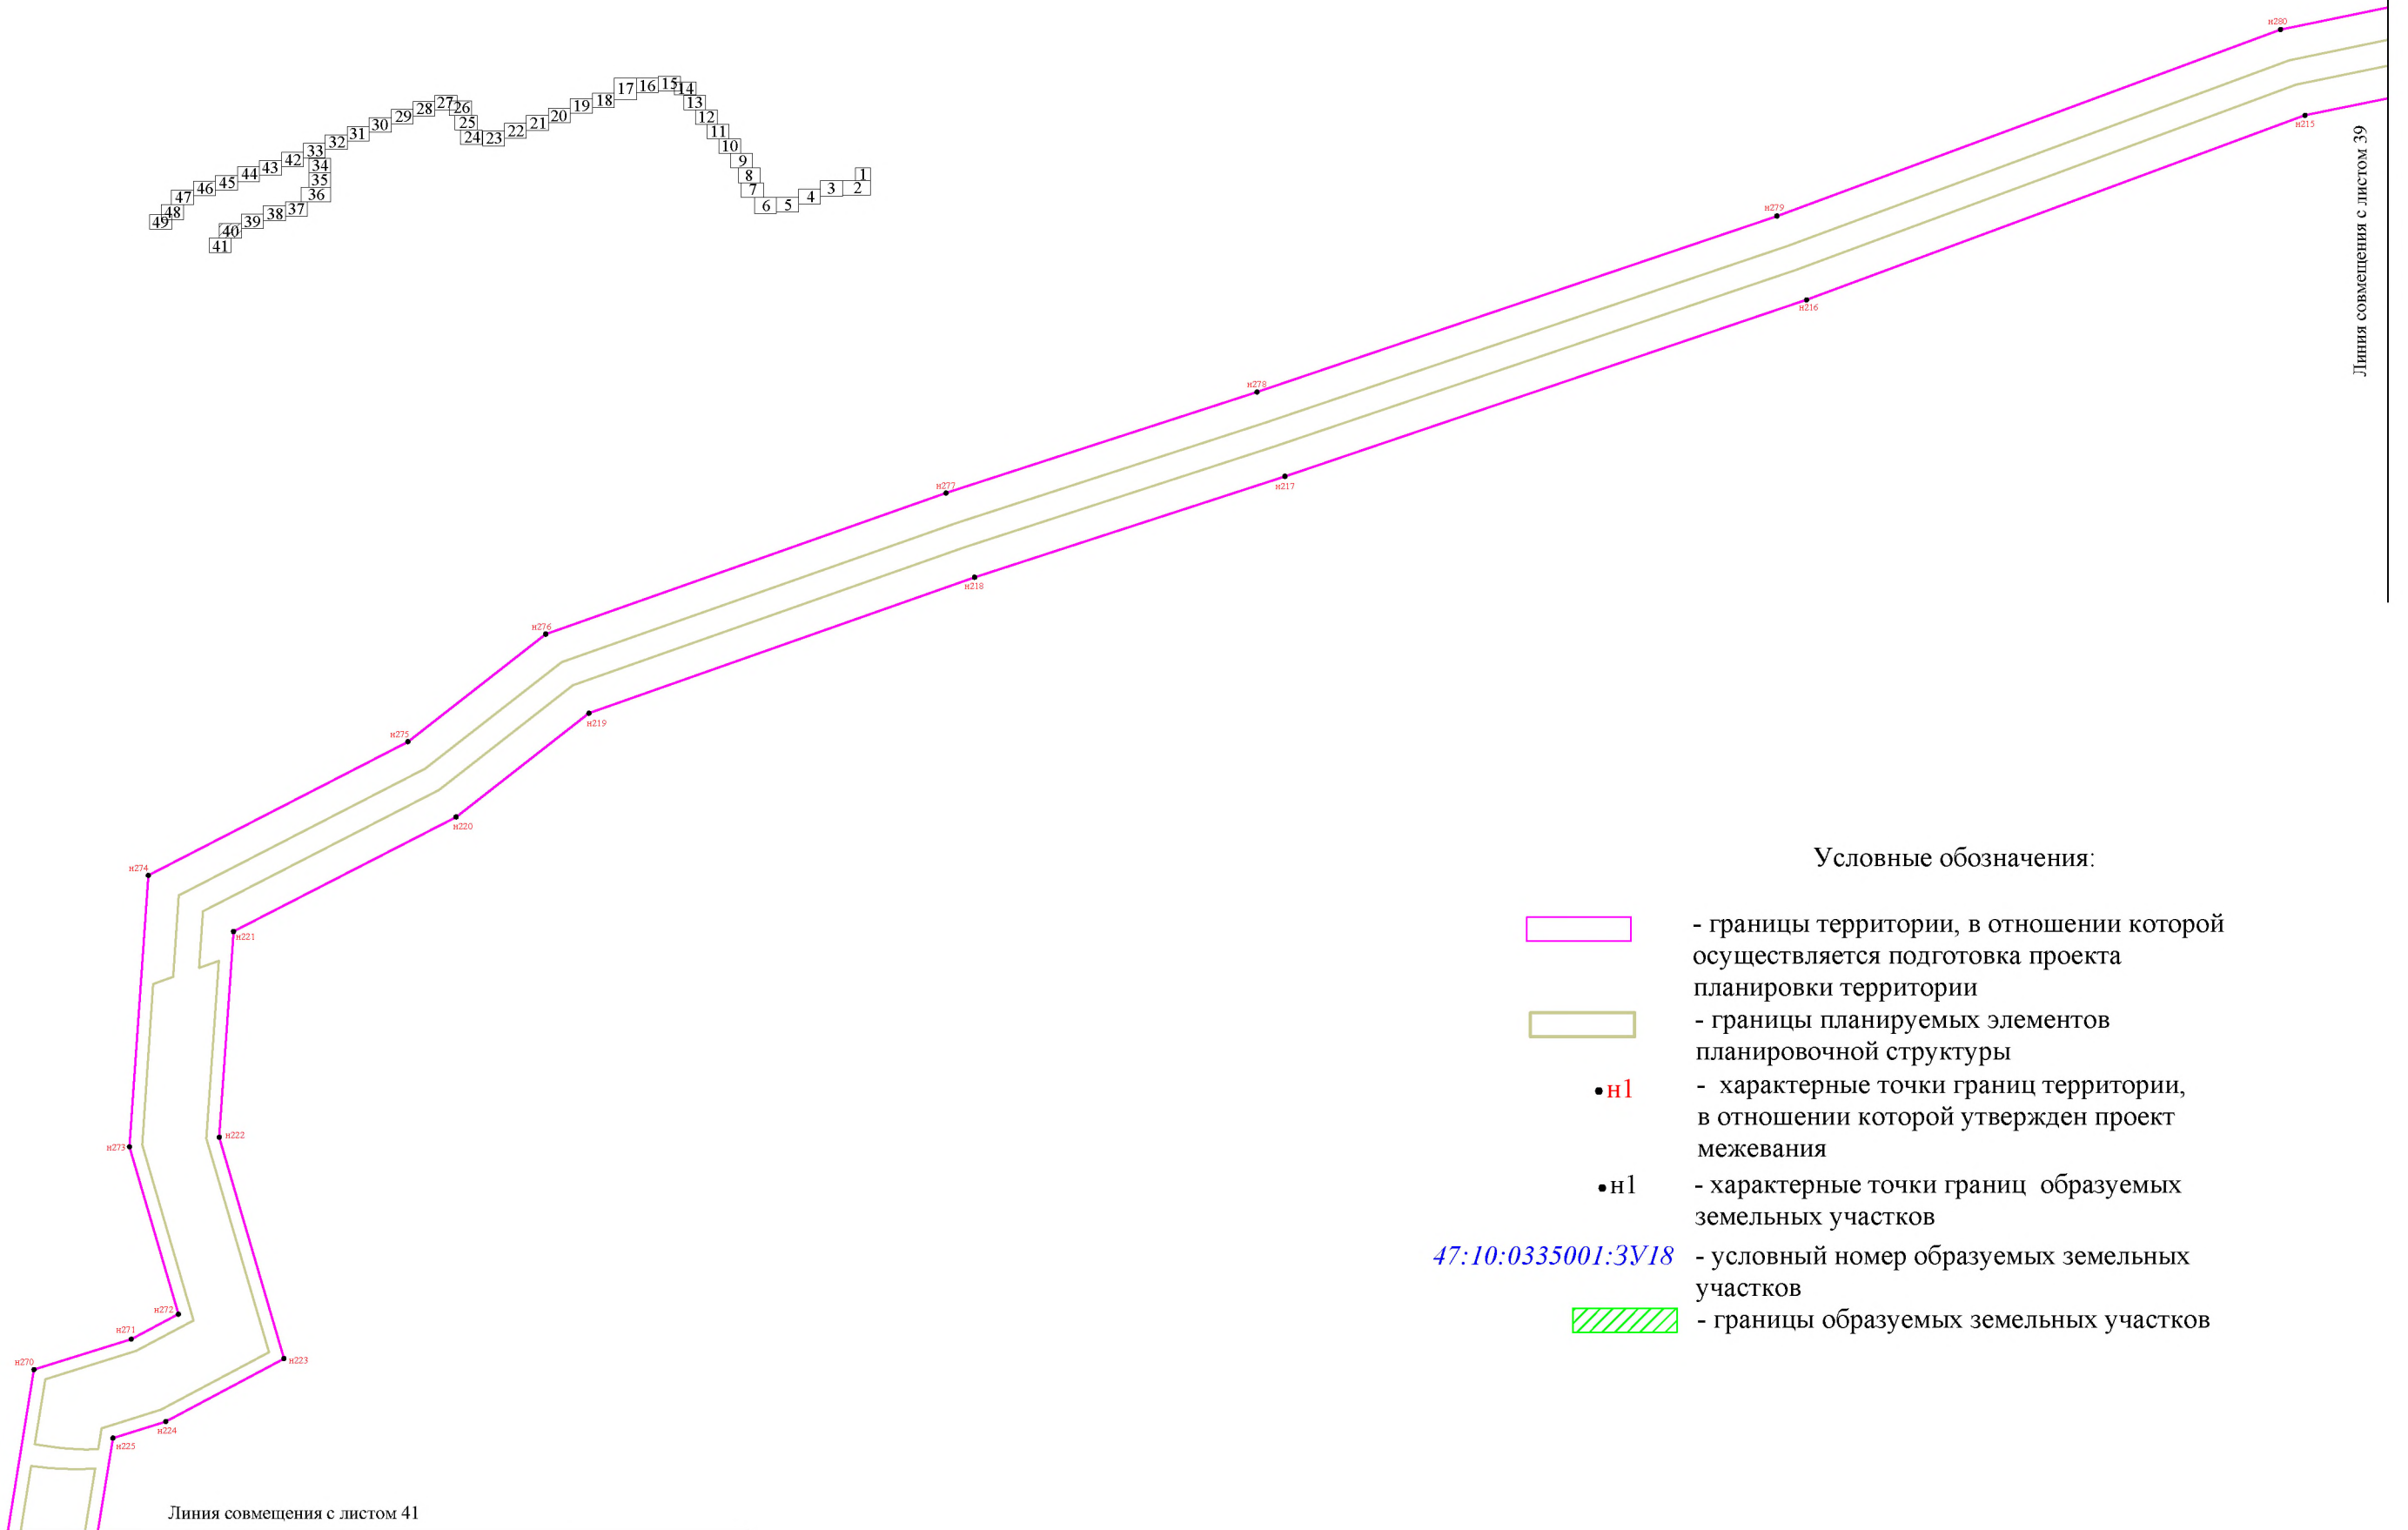 н280
н215
Линия совмещения с листом 39
17 16 15 14
27 26
13
28
18
29
19
12
30
20
25
21
11
31
22
24 23
32
10
33
42
9
34
43
44
8
1
35
45
46
7
3 2
36
47
4
6 5
37
38
48
49
39
40
41
н279
н216
н278
н217
н277
н218
н276
н219
н275
н220
н274
н221
н222
н273
н272
н271
н223
н270
н224
н225
Линия совмещения с листом 41
Условные обозначения:
- границы территории, в отношении которой
осуществляется подготовка проекта
планировки территории
- границы планируемых элементов
планировочной структуры
н1 - характерные точки границ территории,
в отношении которой утвержден проект
межевания
н1 - характерные точки границ образуемых
земельных участков
47:10:0335001:ЗУ18 - условный номер образуемых земельных
участков
- границы образуемых земельных участков